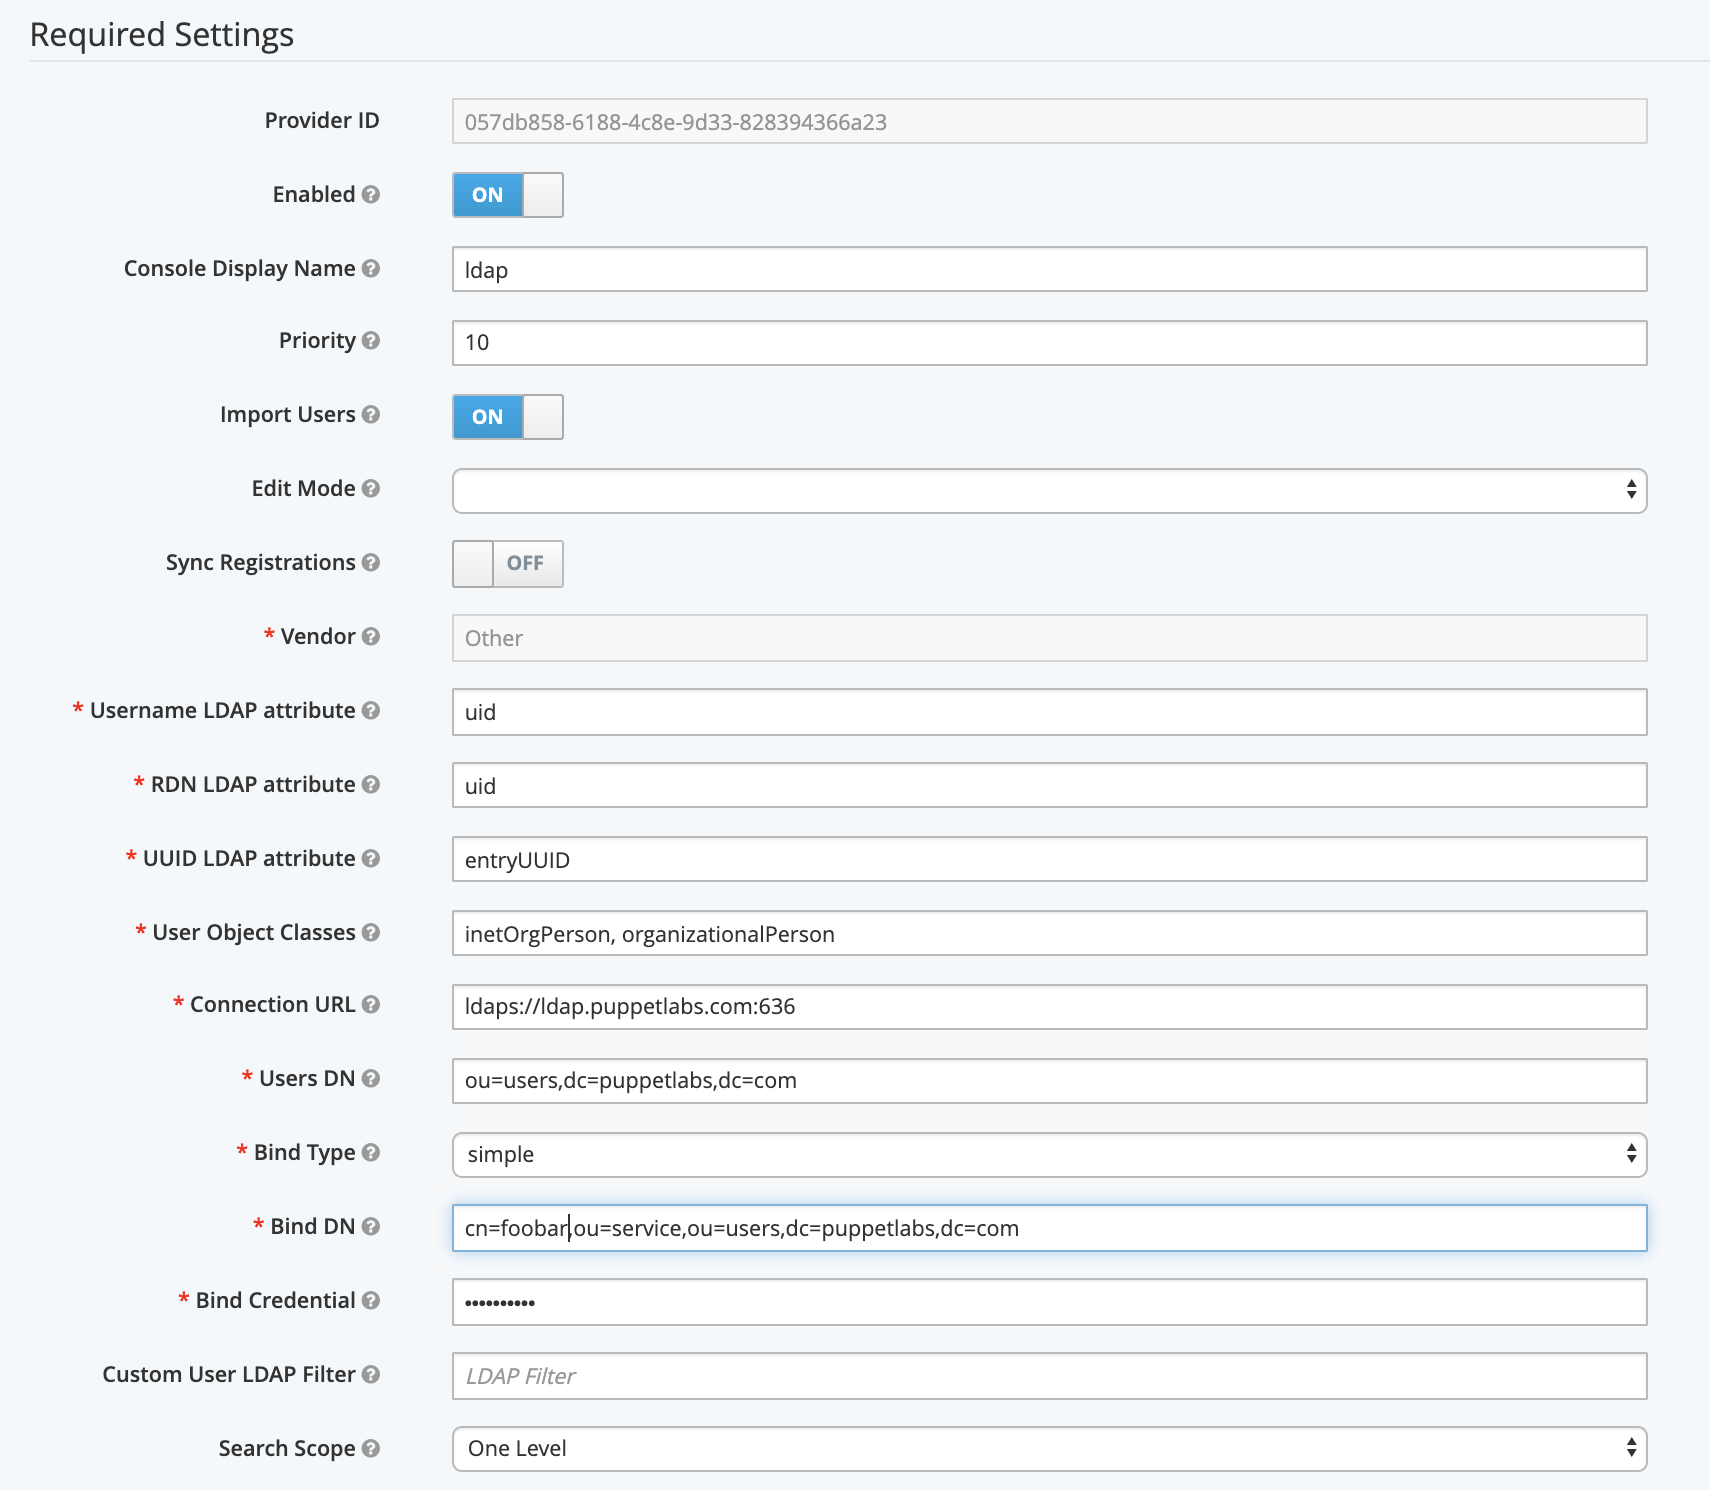 Required Settings
Provider ID 057db858-6188-4c8e-9d33-828394366a23
Enabled ON
Console Display Name ldap
Priority 10
Import Users ON
Edit Mode
Sync Registrations OFF
* Vendor Other
* Username LDAP attribute uid
* RDN LDAP attribute uid
* UUID LDAP attribute entryUUID
* User Object Classes inetOrgPerson, organizationalPerson
* Connection URL ldaps://ldap.puppetlabs.com:636
* Users DN ou=users,dc=puppetlabs,dc=com
* Bind Type simple
* Bind DN cn=foobar,ou=service,ou=users,dc=puppetlabs,dc=com
* Bind Credential ••••••••••
Custom User LDAP Filter LDAP Filter
Search Scope One Level